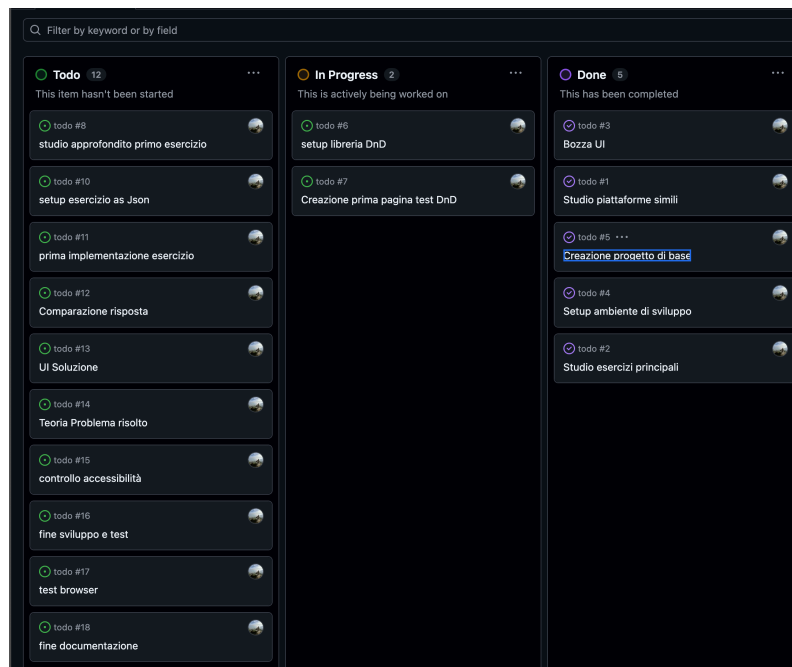 Filter by keyword or by field
Todo 12 ...
This item hasn't been started
todo #8
studio approfondito primo esercizio
todo #10
setup esercizio as Json
todo #11
prima implementazione esercizio
todo #12
Comparazione risposta
todo #13
UI Soluzione
todo #14
Teoria Problema risolto
todo #15
controllo accessibilità
todo #16
fine sviluppo e test
todo #17
test browser
todo #18
fine documentazione
In Progress 2 ...
This is actively being worked on
todo #6
setup libreria DnD
todo #7
Creazione prima pagina test DnD
Done 5 ...
This has been completed
todo #3
Bozza UI
todo #1
Studio piattaforme simili
todo #5 ...
Creazione progetto di base
todo #4
Setup ambiente di sviluppo
todo #2
Studio esercizi principali